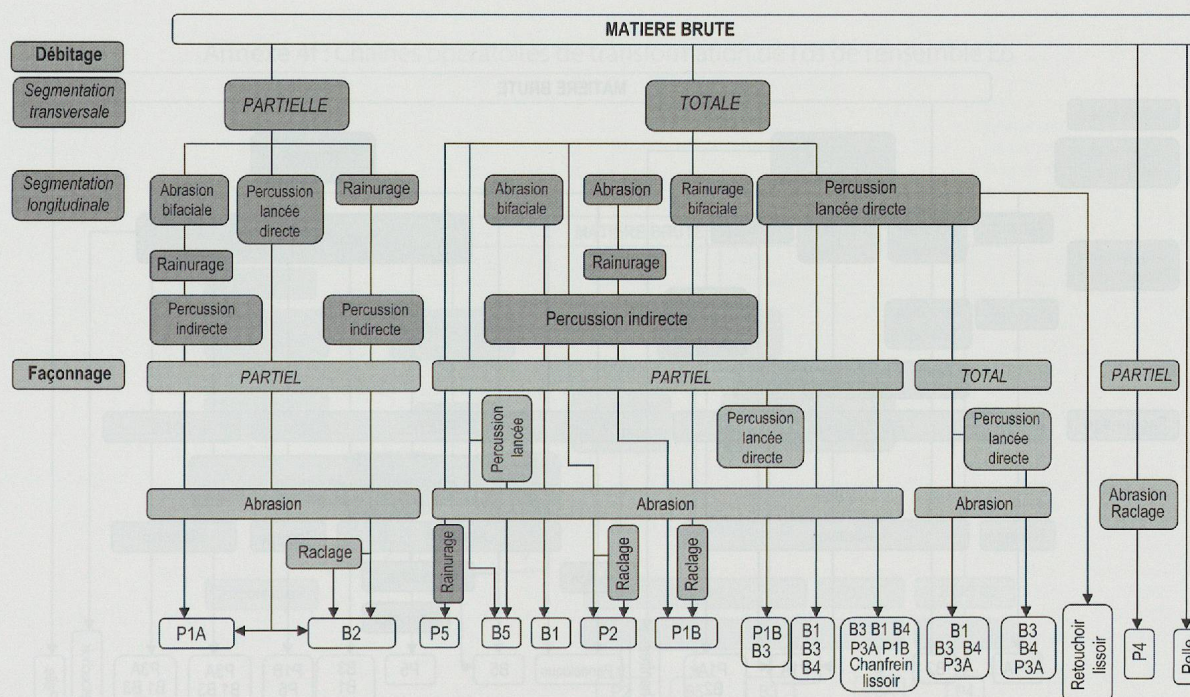 MATIERE BRUTE
Débitage
Segmentation
transversale
PARTIELLE
TOTALE
Segmentation
longitudinale
Abrasion
bifaciale
Percussion
lancée
directe
Rainurage
Abrasion
bifaciale
Abrasion
Rainurage
bifaciale
Percussion
lancée directe
Rainurage
Rainurage
Percussion
indirecte
Percussion
indirecte
Percussion indirecte
Façonnage
PARTIEL
PARTIEL
TOTAL
PARTIEL
Percussion
lancée
Percussion
lancée
directe
Percussion
lancée
directe
Abrasion
Abrasion
Abrasion
Abrasion
Raclage
Raclage
Rainurage
Raclage
Raclage
P1A
B2
P5
B5
B1
P2
P1B
P1B
B3
B1
B3
B4
B3 B1 B4
P3A P1B
Chanfrein
lissoir
B1
B3 B4
P3A
B3
B4
P3A
Retouchoir
lissoir
P4